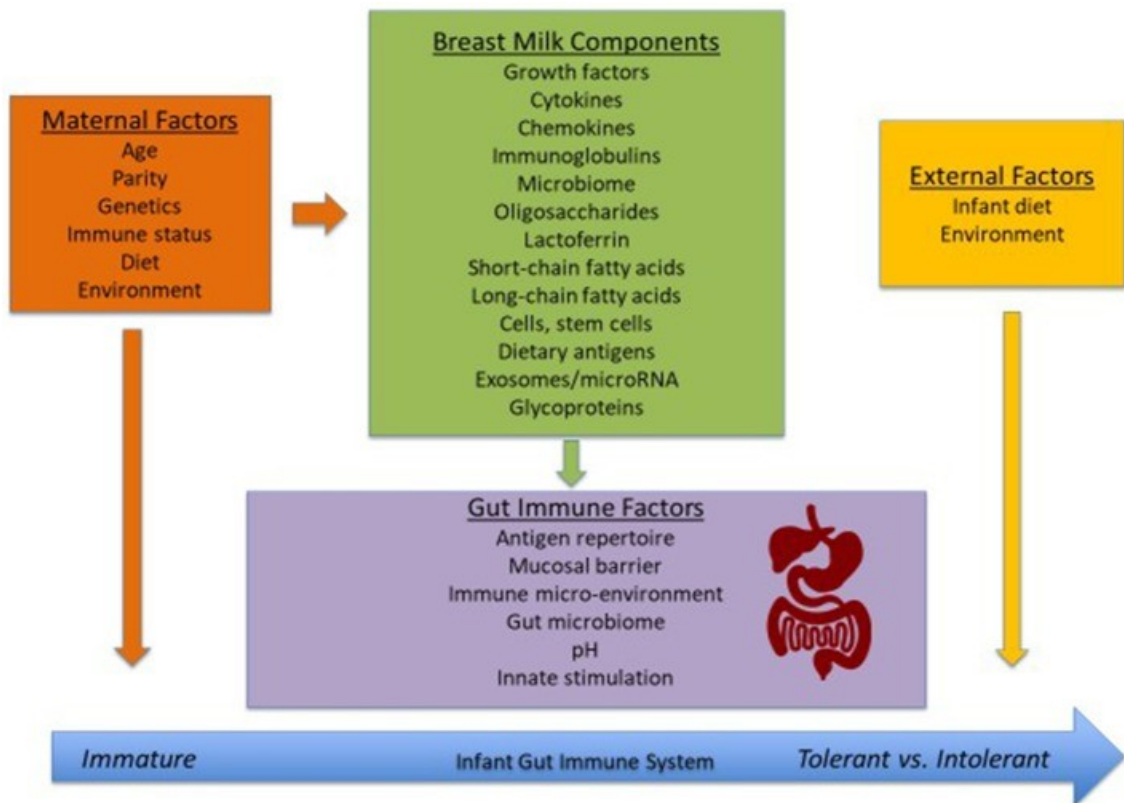 Breast Milk Components
Growth factors
Cytokines
Chemokines
Immunoglobulins
Microbiome
Oligosaccharides
Lactoferrin
Short-chain fatty acids
Long-chain fatty acids
Cells, stem cells
Dietary antigens
Exosomes/microRNA
Glycoproteins
Maternal Factors
Age
Parity
Genetics
Immune status
Diet
Environment
External Factors
Infant diet
Environment
Gut Immune Factors
Antigen repertoire
Mucosal barrier
Immune micro-environment
Gut microbiome
pH
Innate stimulation
Immature
Infant Gut Immune System
Tolerant vs. Intolerant